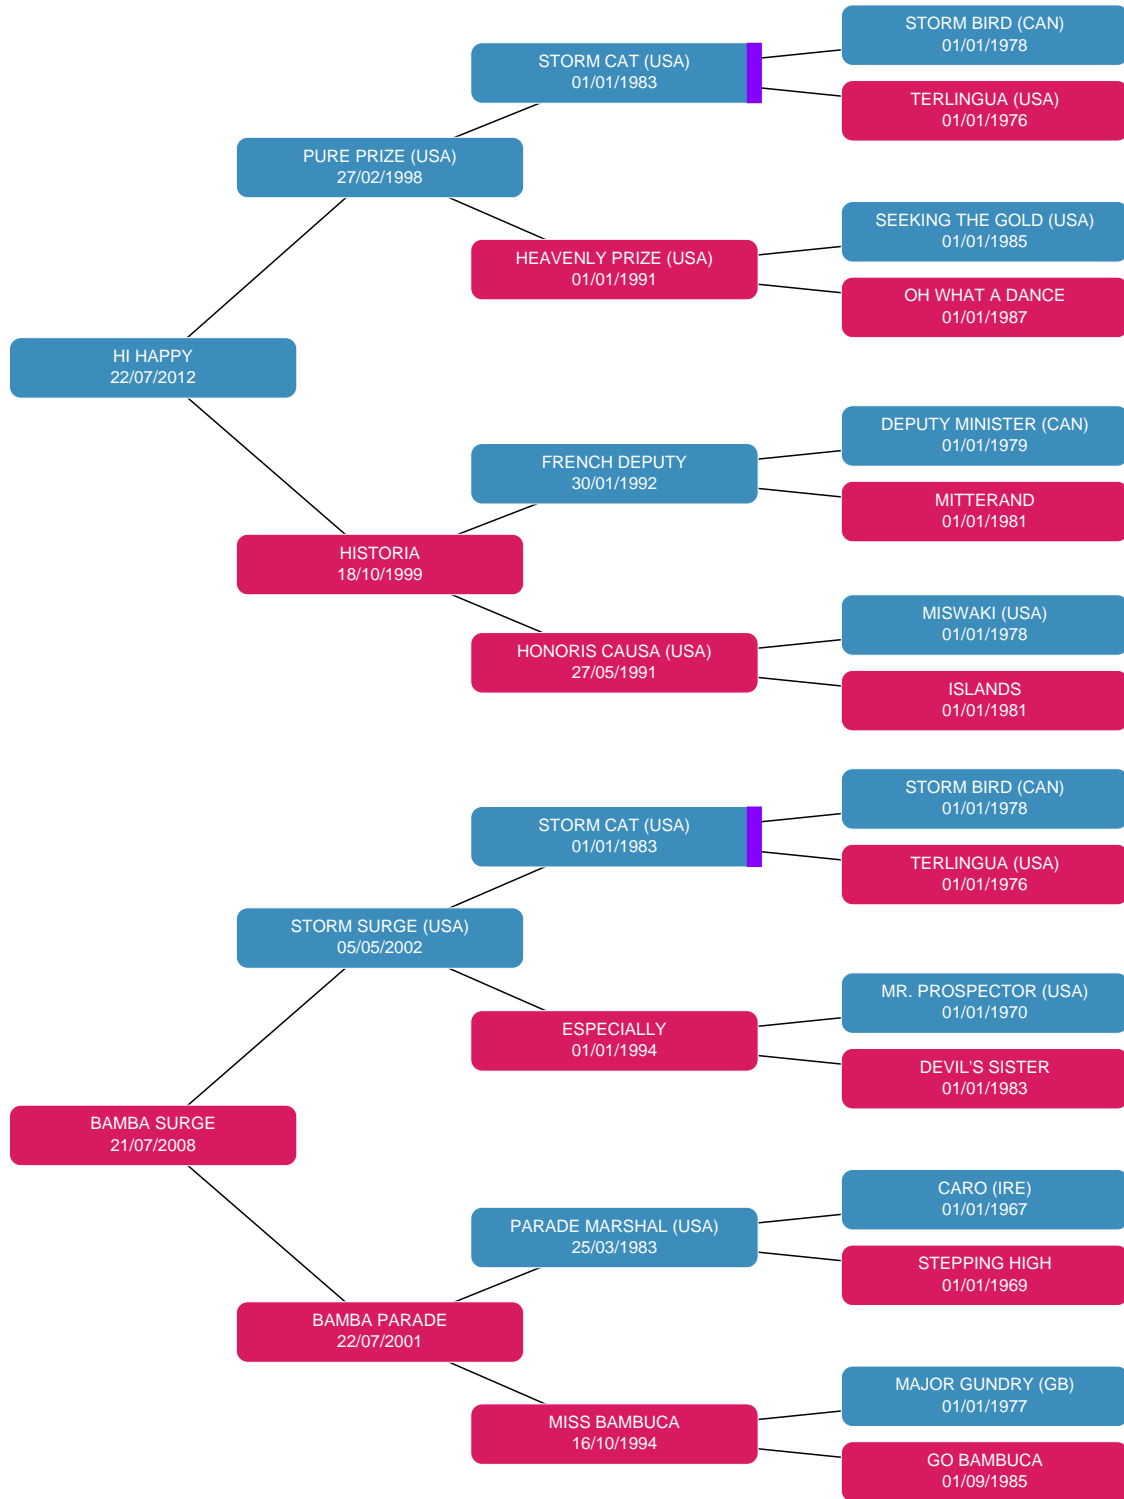 STORM BIRD (CAN)
01/01/1978
STORM CAT (USA)
01/01/1983
TERLINGUA (USA)
01/01/1976
PURE PRIZE (USA)
27/02/1998
SEEKING THE GOLD (USA)
01/01/1985
HEAVENLY PRIZE (USA)
01/01/1991
OH WHAT A DANCE
01/01/1987
HI HAPPY
22/07/2012
DEPUTY MINISTER (CAN)
01/01/1979
FRENCH DEPUTY
30/01/1992
MITTERAND
01/01/1981
HISTORIA
18/10/1999
MISWAKI (USA)
01/01/1978
HONORIS CAUSA (USA)
27/05/1991
ISLANDS
01/01/1981
STORM BIRD (CAN)
01/01/1978
STORM CAT (USA)
01/01/1983
TERLINGUA (USA)
01/01/1976
STORM SURGE (USA)
05/05/2002
MR. PROSPECTOR (USA)
01/01/1970
ESPECIALLY
01/01/1994
DEVIL'S SISTER
01/01/1983
BAMBA SURGE
21/07/2008
CARO (IRE)
01/01/1967
PARADE MARSHAL (USA)
25/03/1983
STEPPING HIGH
01/01/1969
BAMBA PARADE
22/07/2001
MAJOR GUNDRY (GB)
01/01/1977
MISS BAMBUCA
16/10/1994
GO BAMBUCA
01/09/1985